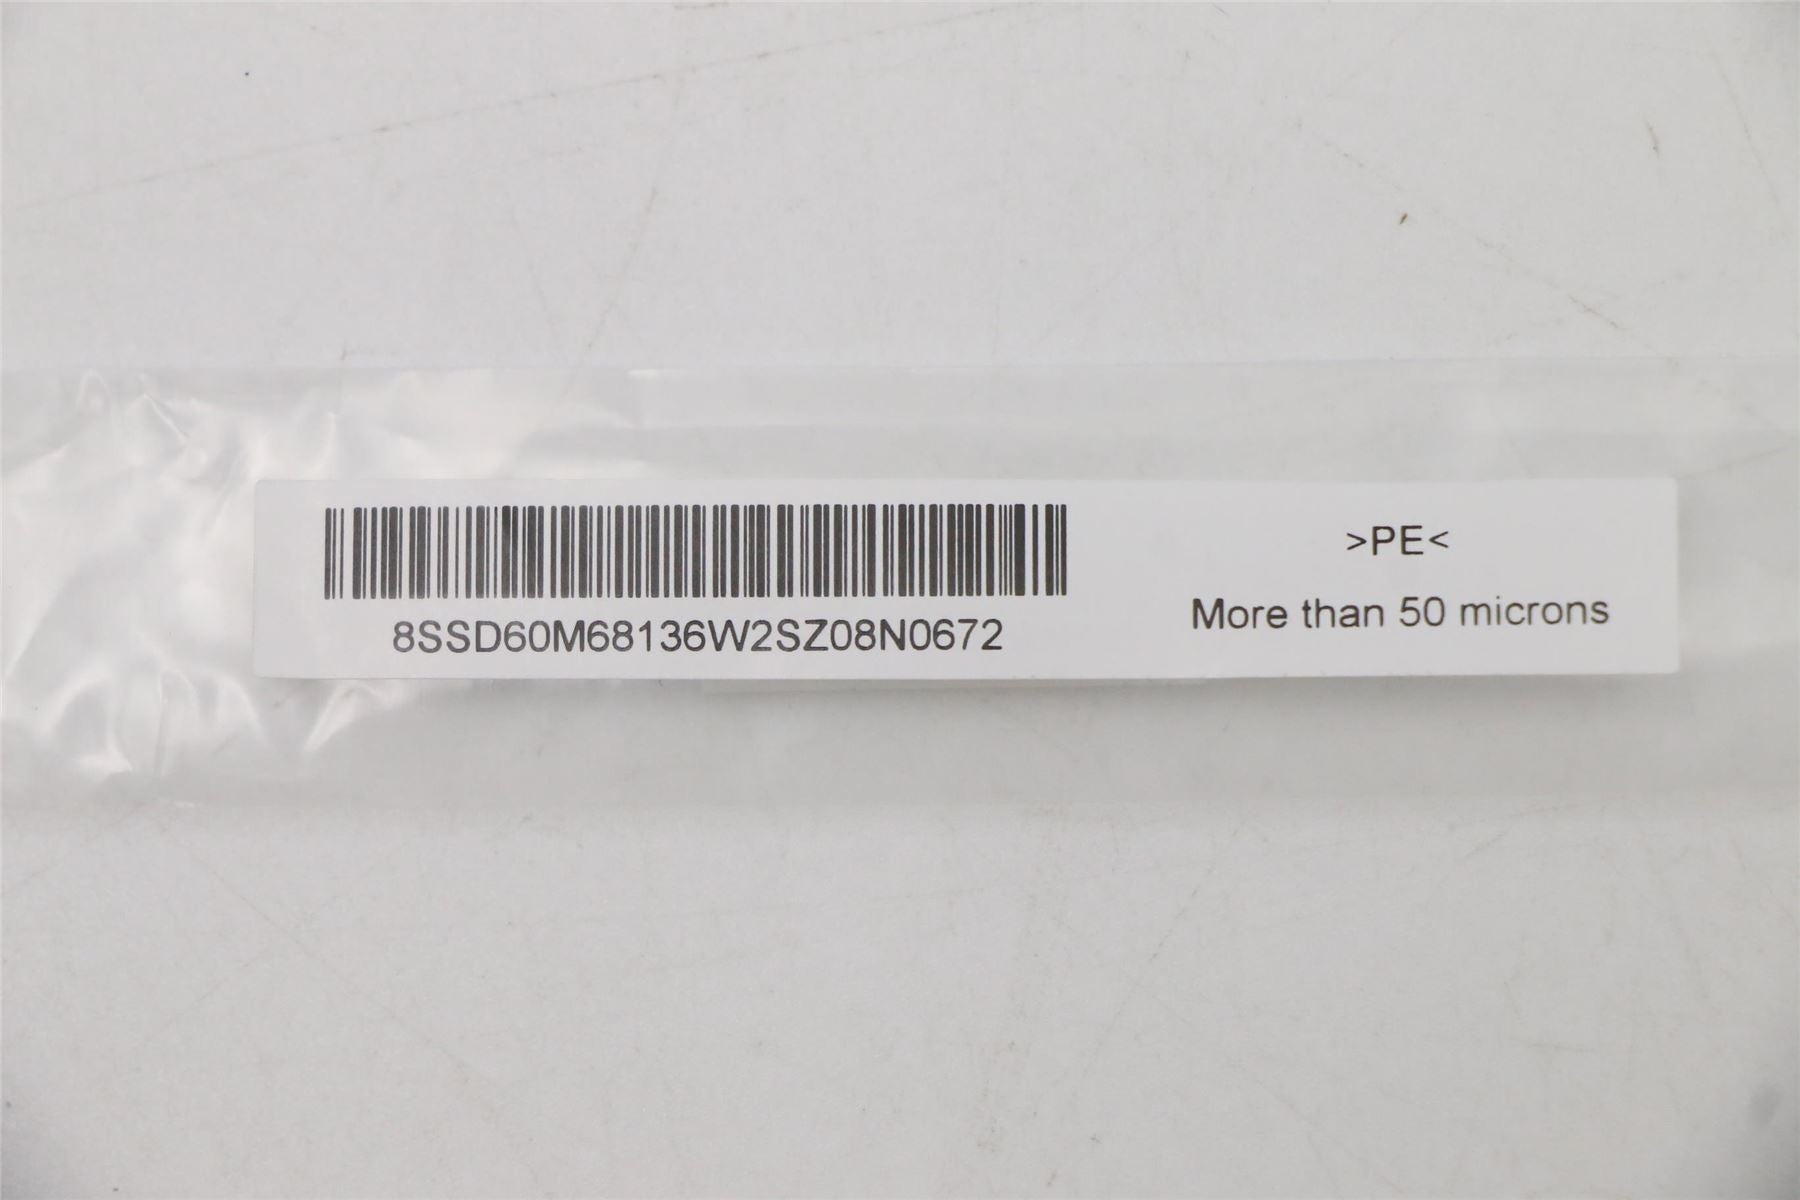 8SSD60M68136W2SZ08N0672
>PE<
More than 50 microns